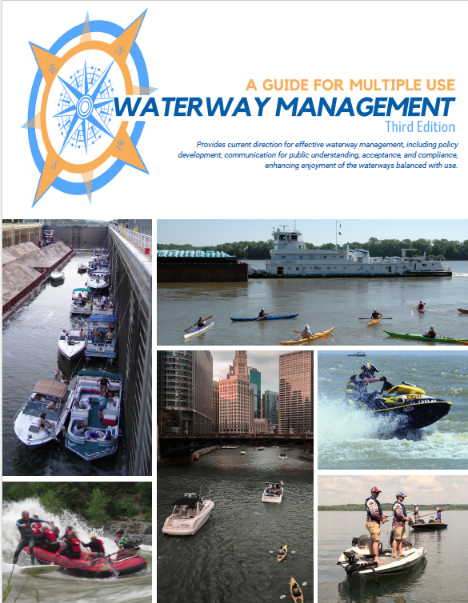 A GUIDE FOR MULTIPLE USE
WATERWAY MANAGEMENT
Third Edition
Provides current direction for effective waterway management, including policy
development, communication for public understanding, acceptance, and compliance,
enhancing enjoyment of the waterways balanced with use.